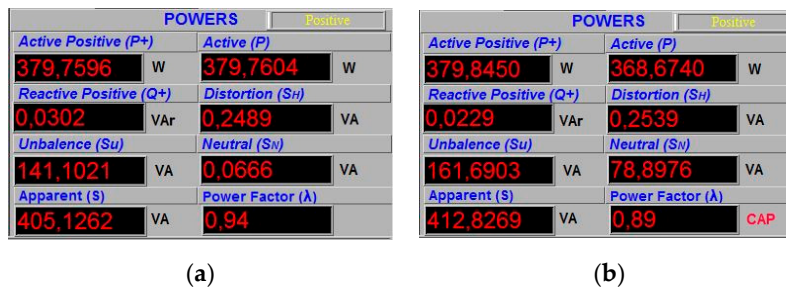 POWERS Positive
Active Positive (P+) Active (P)
379,7596 W 379,7604 W
Reactive Positive (Q+) Distortion (SH)
0,0302 VAr 0,2489 VA
Unbalence (Su) Neutral (SN)
141,1021 VA 0,0666 VA
Apparent (S) Power Factor (λ)
405,1262 VA 0,94
(a)
POWERS Positive
Active Positive (P+) Active (P)
379,8450 W 368,6740 W
Reactive Positive (Q+) Distortion (SH)
0,0229 VAr 0,2539 VA
Unbalence (Su) Neutral (SN)
161,6903 VA 78,8976 VA
Apparent (S) Power Factor (λ)
412,8269 VA 0,89 CAP
(b)